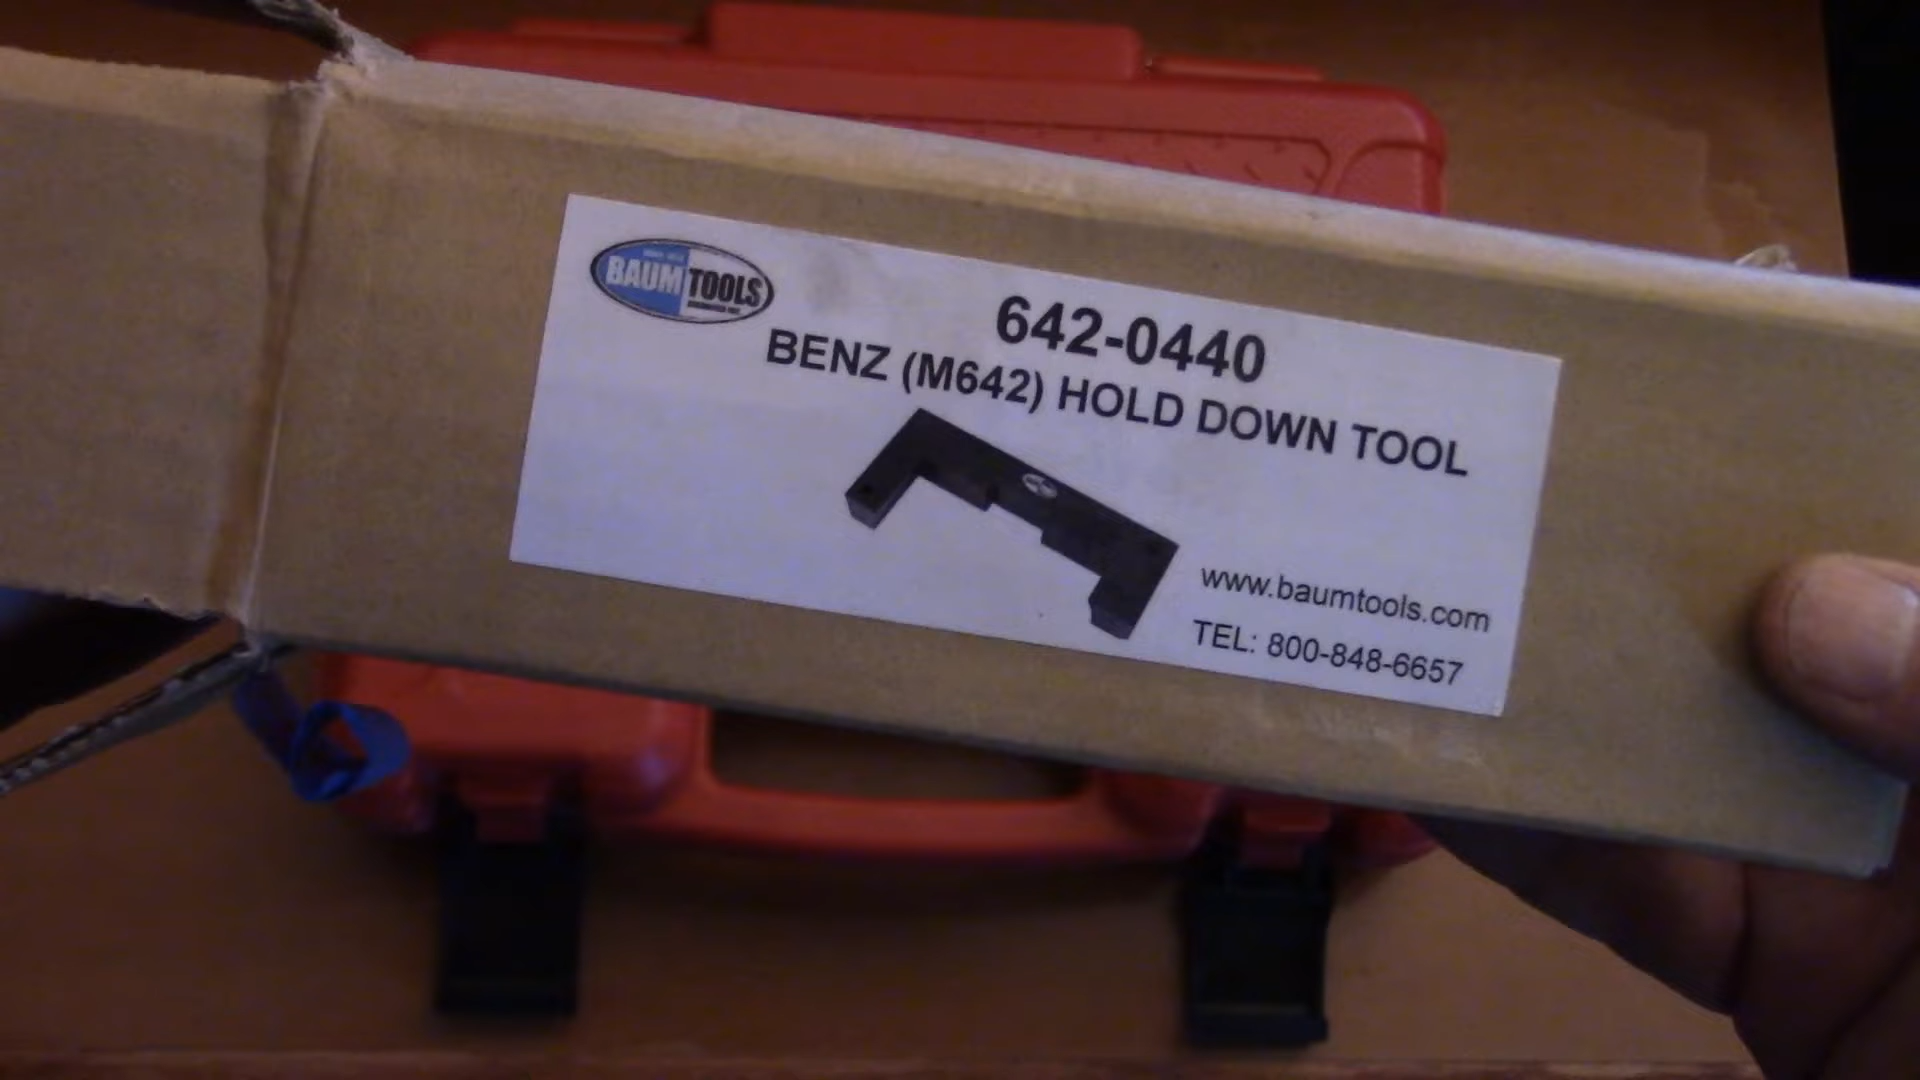 BAUM TOOLS
642-0440
BENZ (M642) HOLD DOWN TOOL
www.baumtools.com
TEL: 800-848-6657